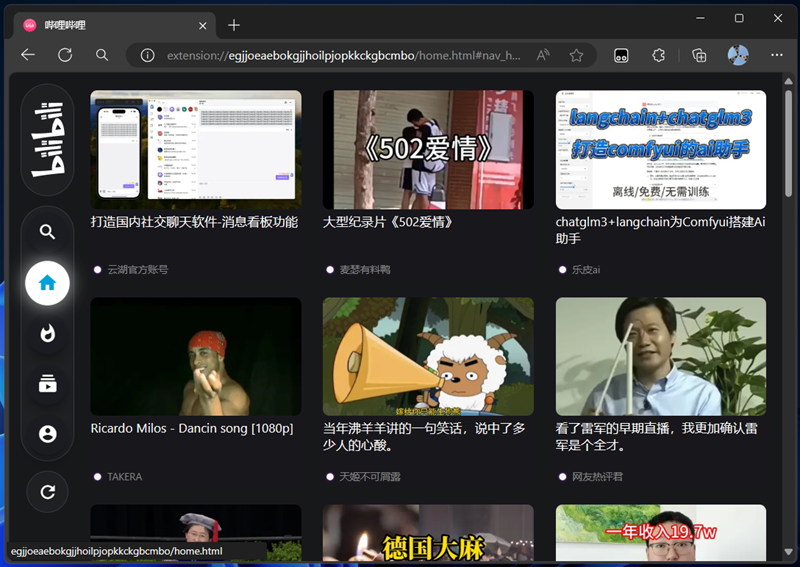 哔哩哔哩
extension://egjjoeaebokgjjhoilpjopkkckgbcmbo/home.html#nav_h...
bilibili
《502爱情》
langchain+chatglm3
打造comfyui的ai助手
离线/免费/无需训练
打造国内社交聊天软件-消息看板功能
大型纪录片《502爱情》
chatglm3+langchain为Comfyui搭建Ai
助手
云湖官方账号
麦瑟有料鸭
乐皮ai
嫁给你只能生炮灰
Ricardo Milos - Dancin song [1080p]
当年沸羊羊讲的一句笑话，说中了多
少人的心酸。
看了雷军的早期直播，我更加确认雷
军是个全才。
TAKERA
天姬不可屑露
网友热评君
德国大麻
一年收入19.7w
egjjoeaebokgjjhoilpjopkkckgbcmbo/home.html